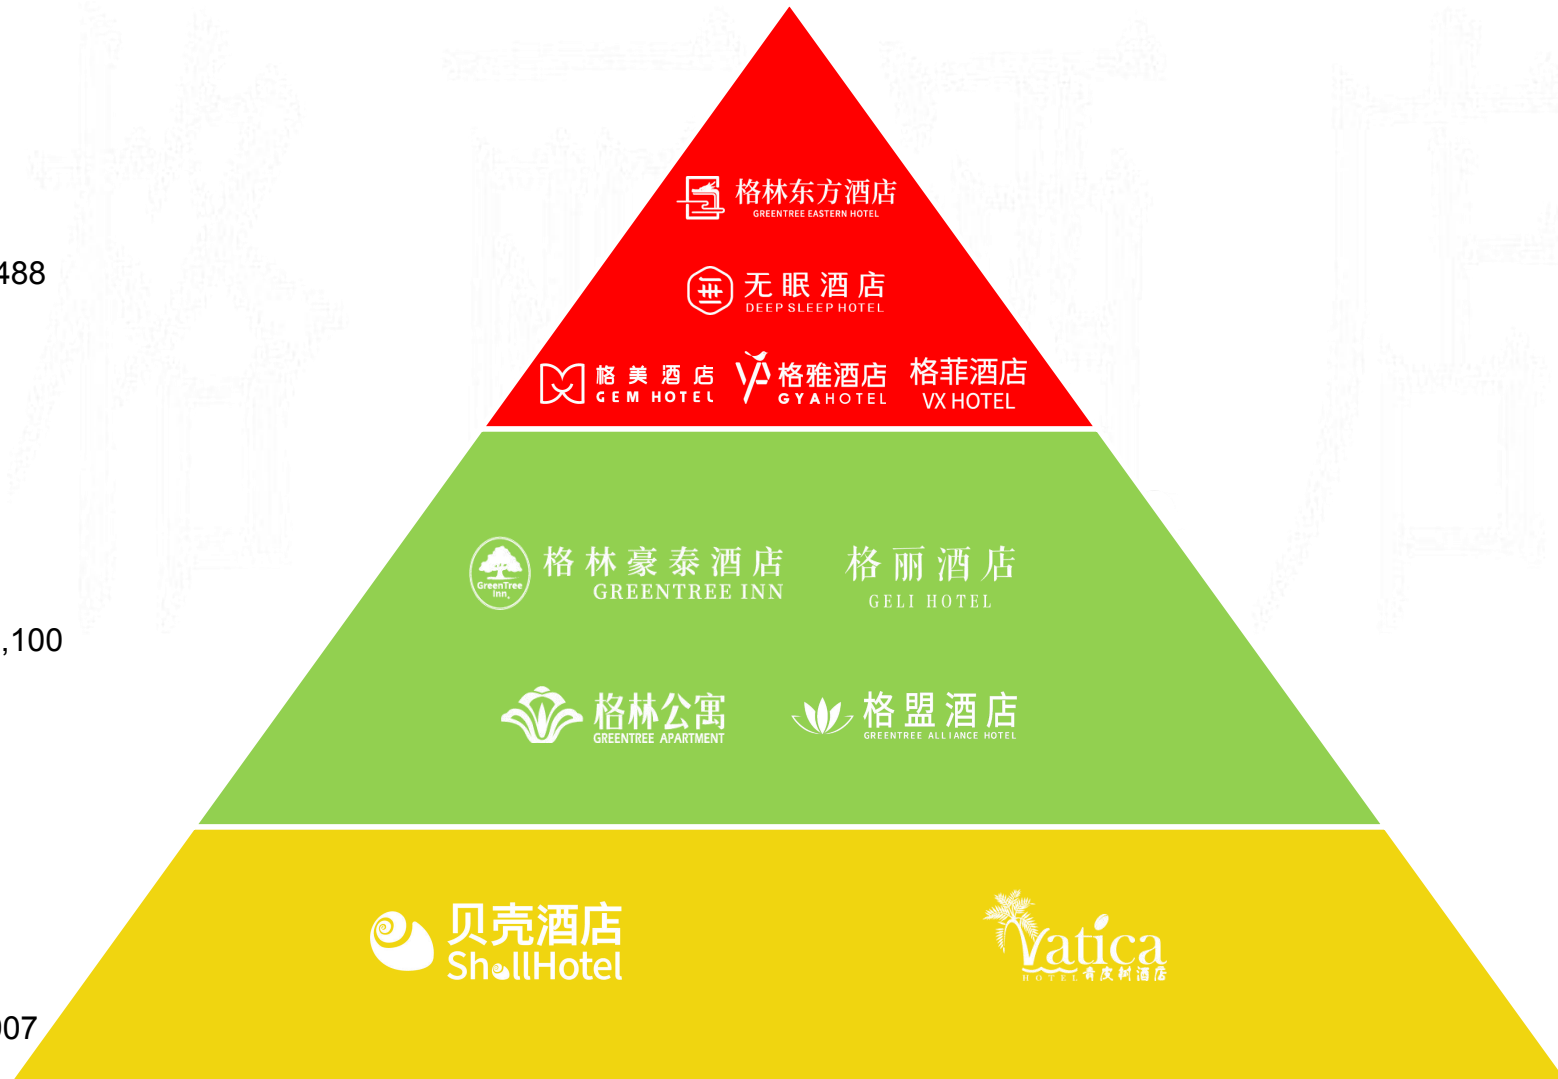 格林东方酒店
GREENTREE EASTERN HOTEL
488
无眠酒店
DEEP SLEEP HOTEL
格美酒店
GEM HOTEL
格雅酒店
GYAHOTEL
格菲酒店
VX HOTEL
GreenTree
Inn
格林豪泰酒店
GREENTREE INN
格丽酒店
GELI HOTEL
,100
格林公寓
GREENTREE APARTMENT
格盟酒店
GREENTREE ALLIANCE HOTEL
贝壳酒店
ShellHotel
Vatica
HOTEL 青皮树酒店
07